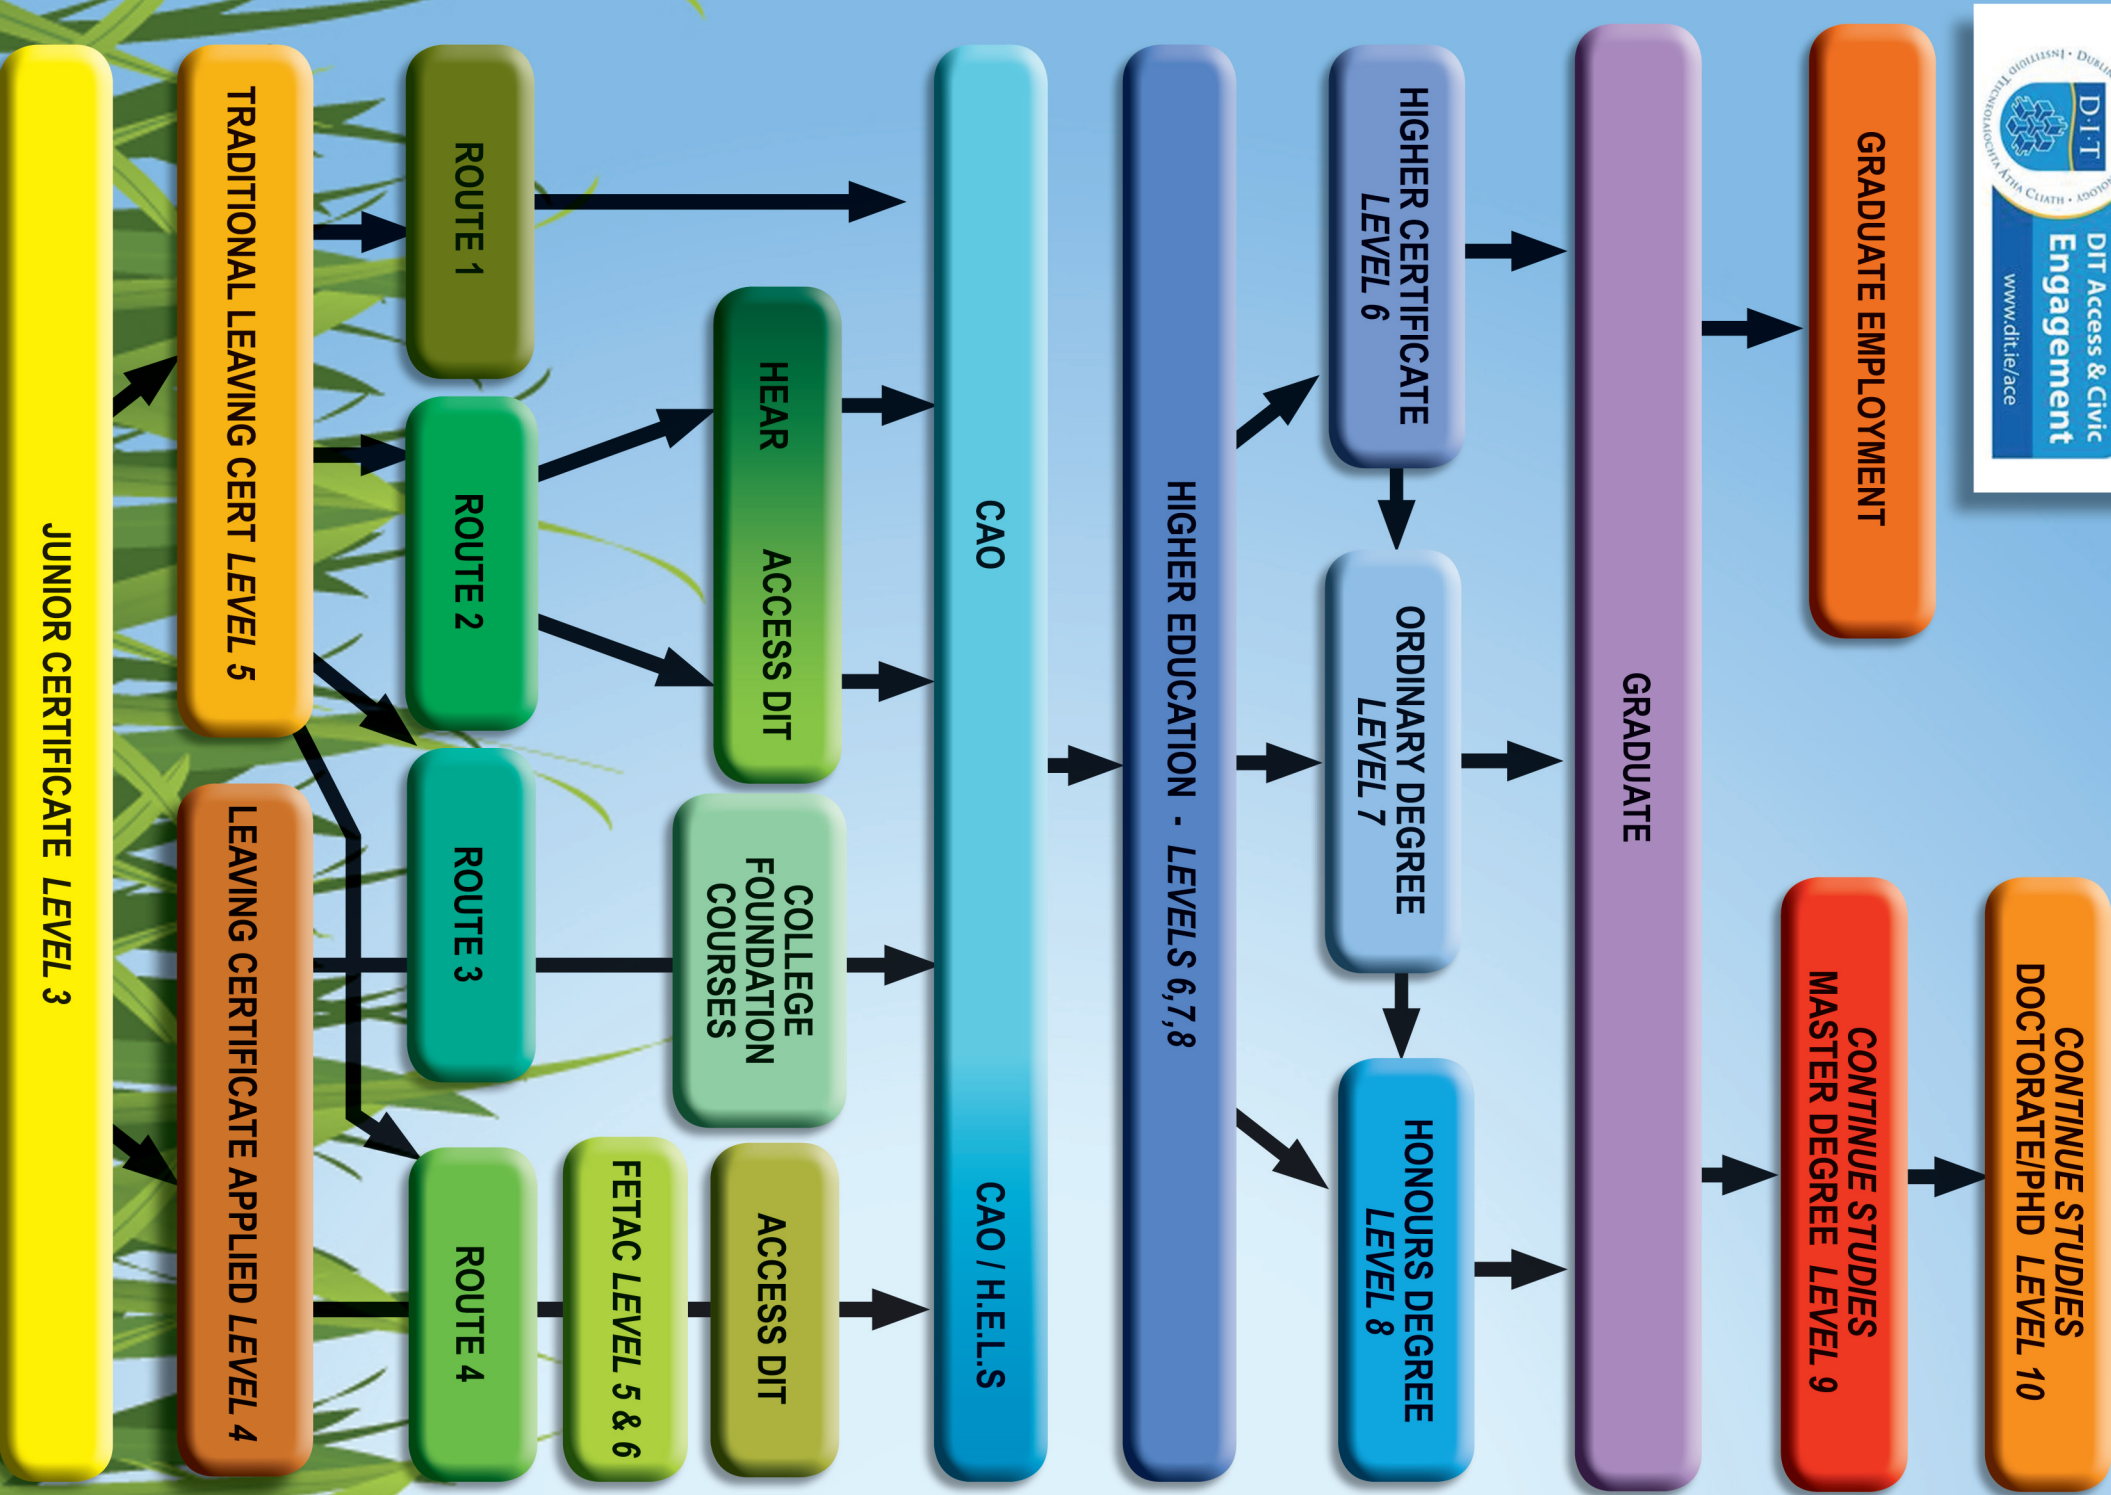 DIT Access & Civic
Engagement
www.dit.ie/ace
D·I·T
INSTITIÚID TEICNEOLAÍOCHTA ÁTHA CLIATH
CONTINUE STUDIES
DOCTORATE/PHD LEVEL 10
GRADUATE EMPLOYMENT
CONTINUE STUDIES
MASTER DEGREE LEVEL 9
GRADUATE
HIGHER CERTIFICATE
LEVEL 6
ORDINARY DEGREE
LEVEL 7
HONOURS DEGREE
LEVEL 8
HIGHER EDUCATION - LEVELS 6,7,8
CAO
CAO / H.E.L.S
HEAR
ACCESS DIT
COLLEGE
FOUNDATION
COURSES
ACCESS DIT
FETAC LEVEL 5 & 6
ROUTE 1
ROUTE 2
ROUTE 3
ROUTE 4
TRADITIONAL LEAVING CERT LEVEL 5
LEAVING CERTIFICATE APPLIED LEVEL 4
JUNIOR CERTIFICATE LEVEL 3